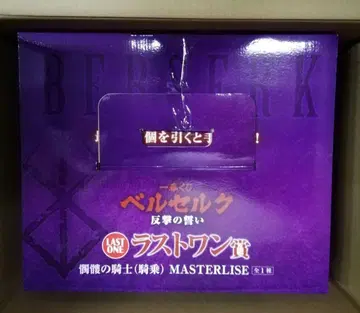 BERSERK
個を引くと手
!
一番くじ
ベルセルク
反撃の誓い
LAST ONE ラストワン賞
髑髏の騎士(騎乗) MASTERLISE 全1種